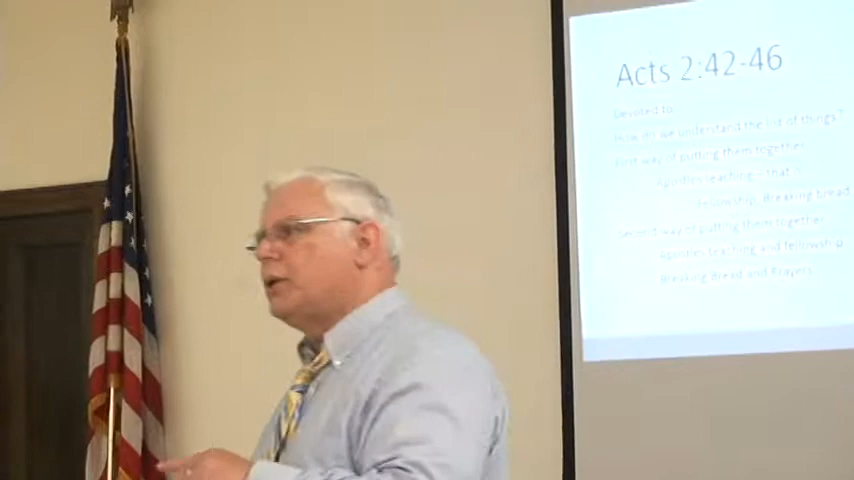 Acts 2:42-46
Devoted to
How do we understand the list of things?
First way of putting them together
Apostles teaching – that is
Fellowship, Breaking bread
Second way of putting them together
Apostles teaching and fellowship
Breaking Bread and Prayers